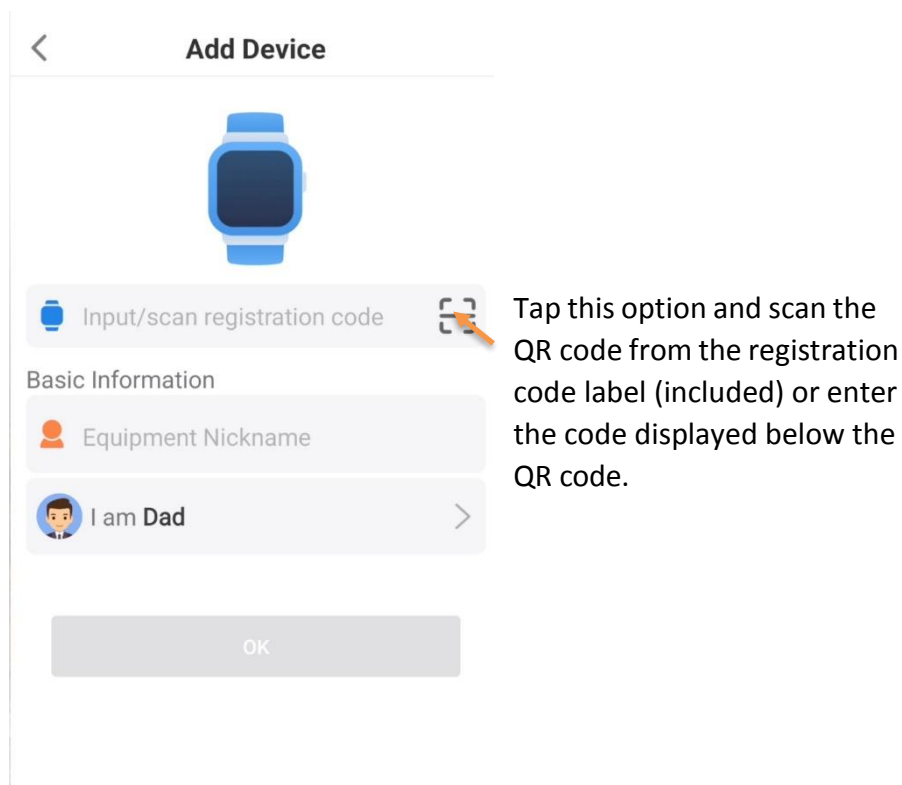 Add Device
Input/scan registration code
Tap this option and scan the
QR code from the registration
code label (included) or enter
the code displayed below the
QR code.
Basic Information
Equipment Nickname
I am Dad
OK